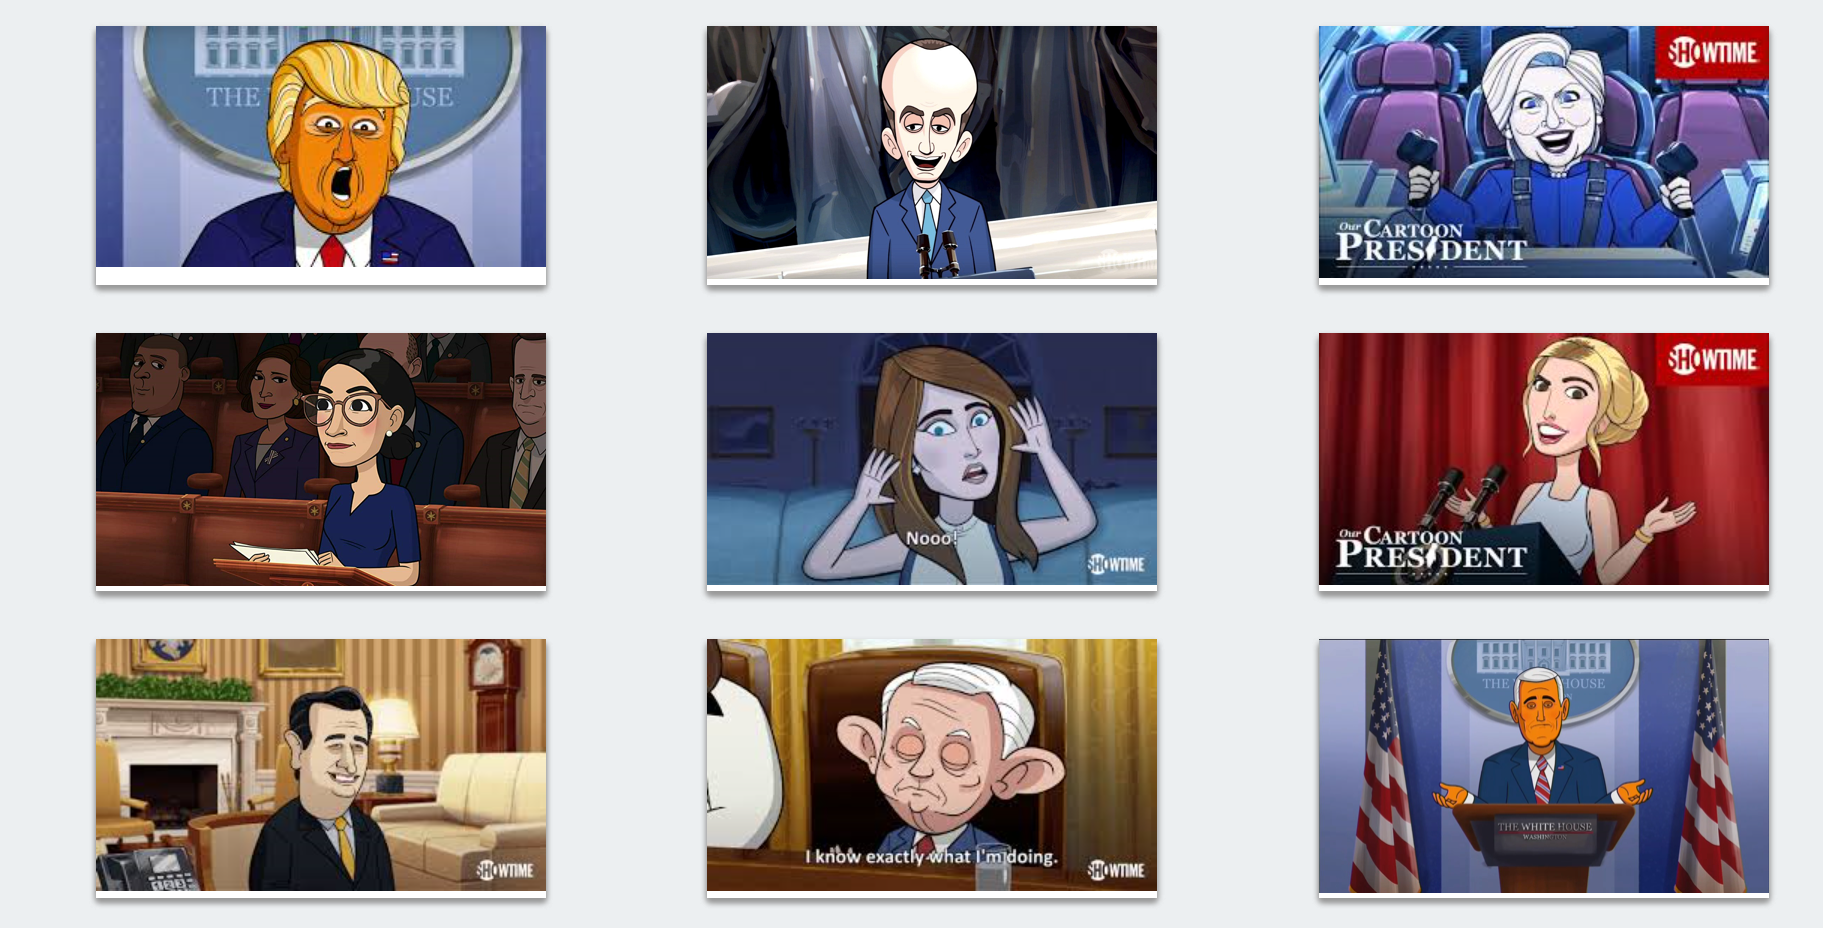 THE USE
SHOWTIME
SHOWTIME
Our CARTOON
PRESIDENT
Nooo!
SHOWTIME
SHOWTIME
Our CARTOON
PRESIDENT
SHOWTIME
I know exactly what I'm doing.
SHOWTIME
THE HOUSE
THE WHITE HOUSE
WASHINGTON